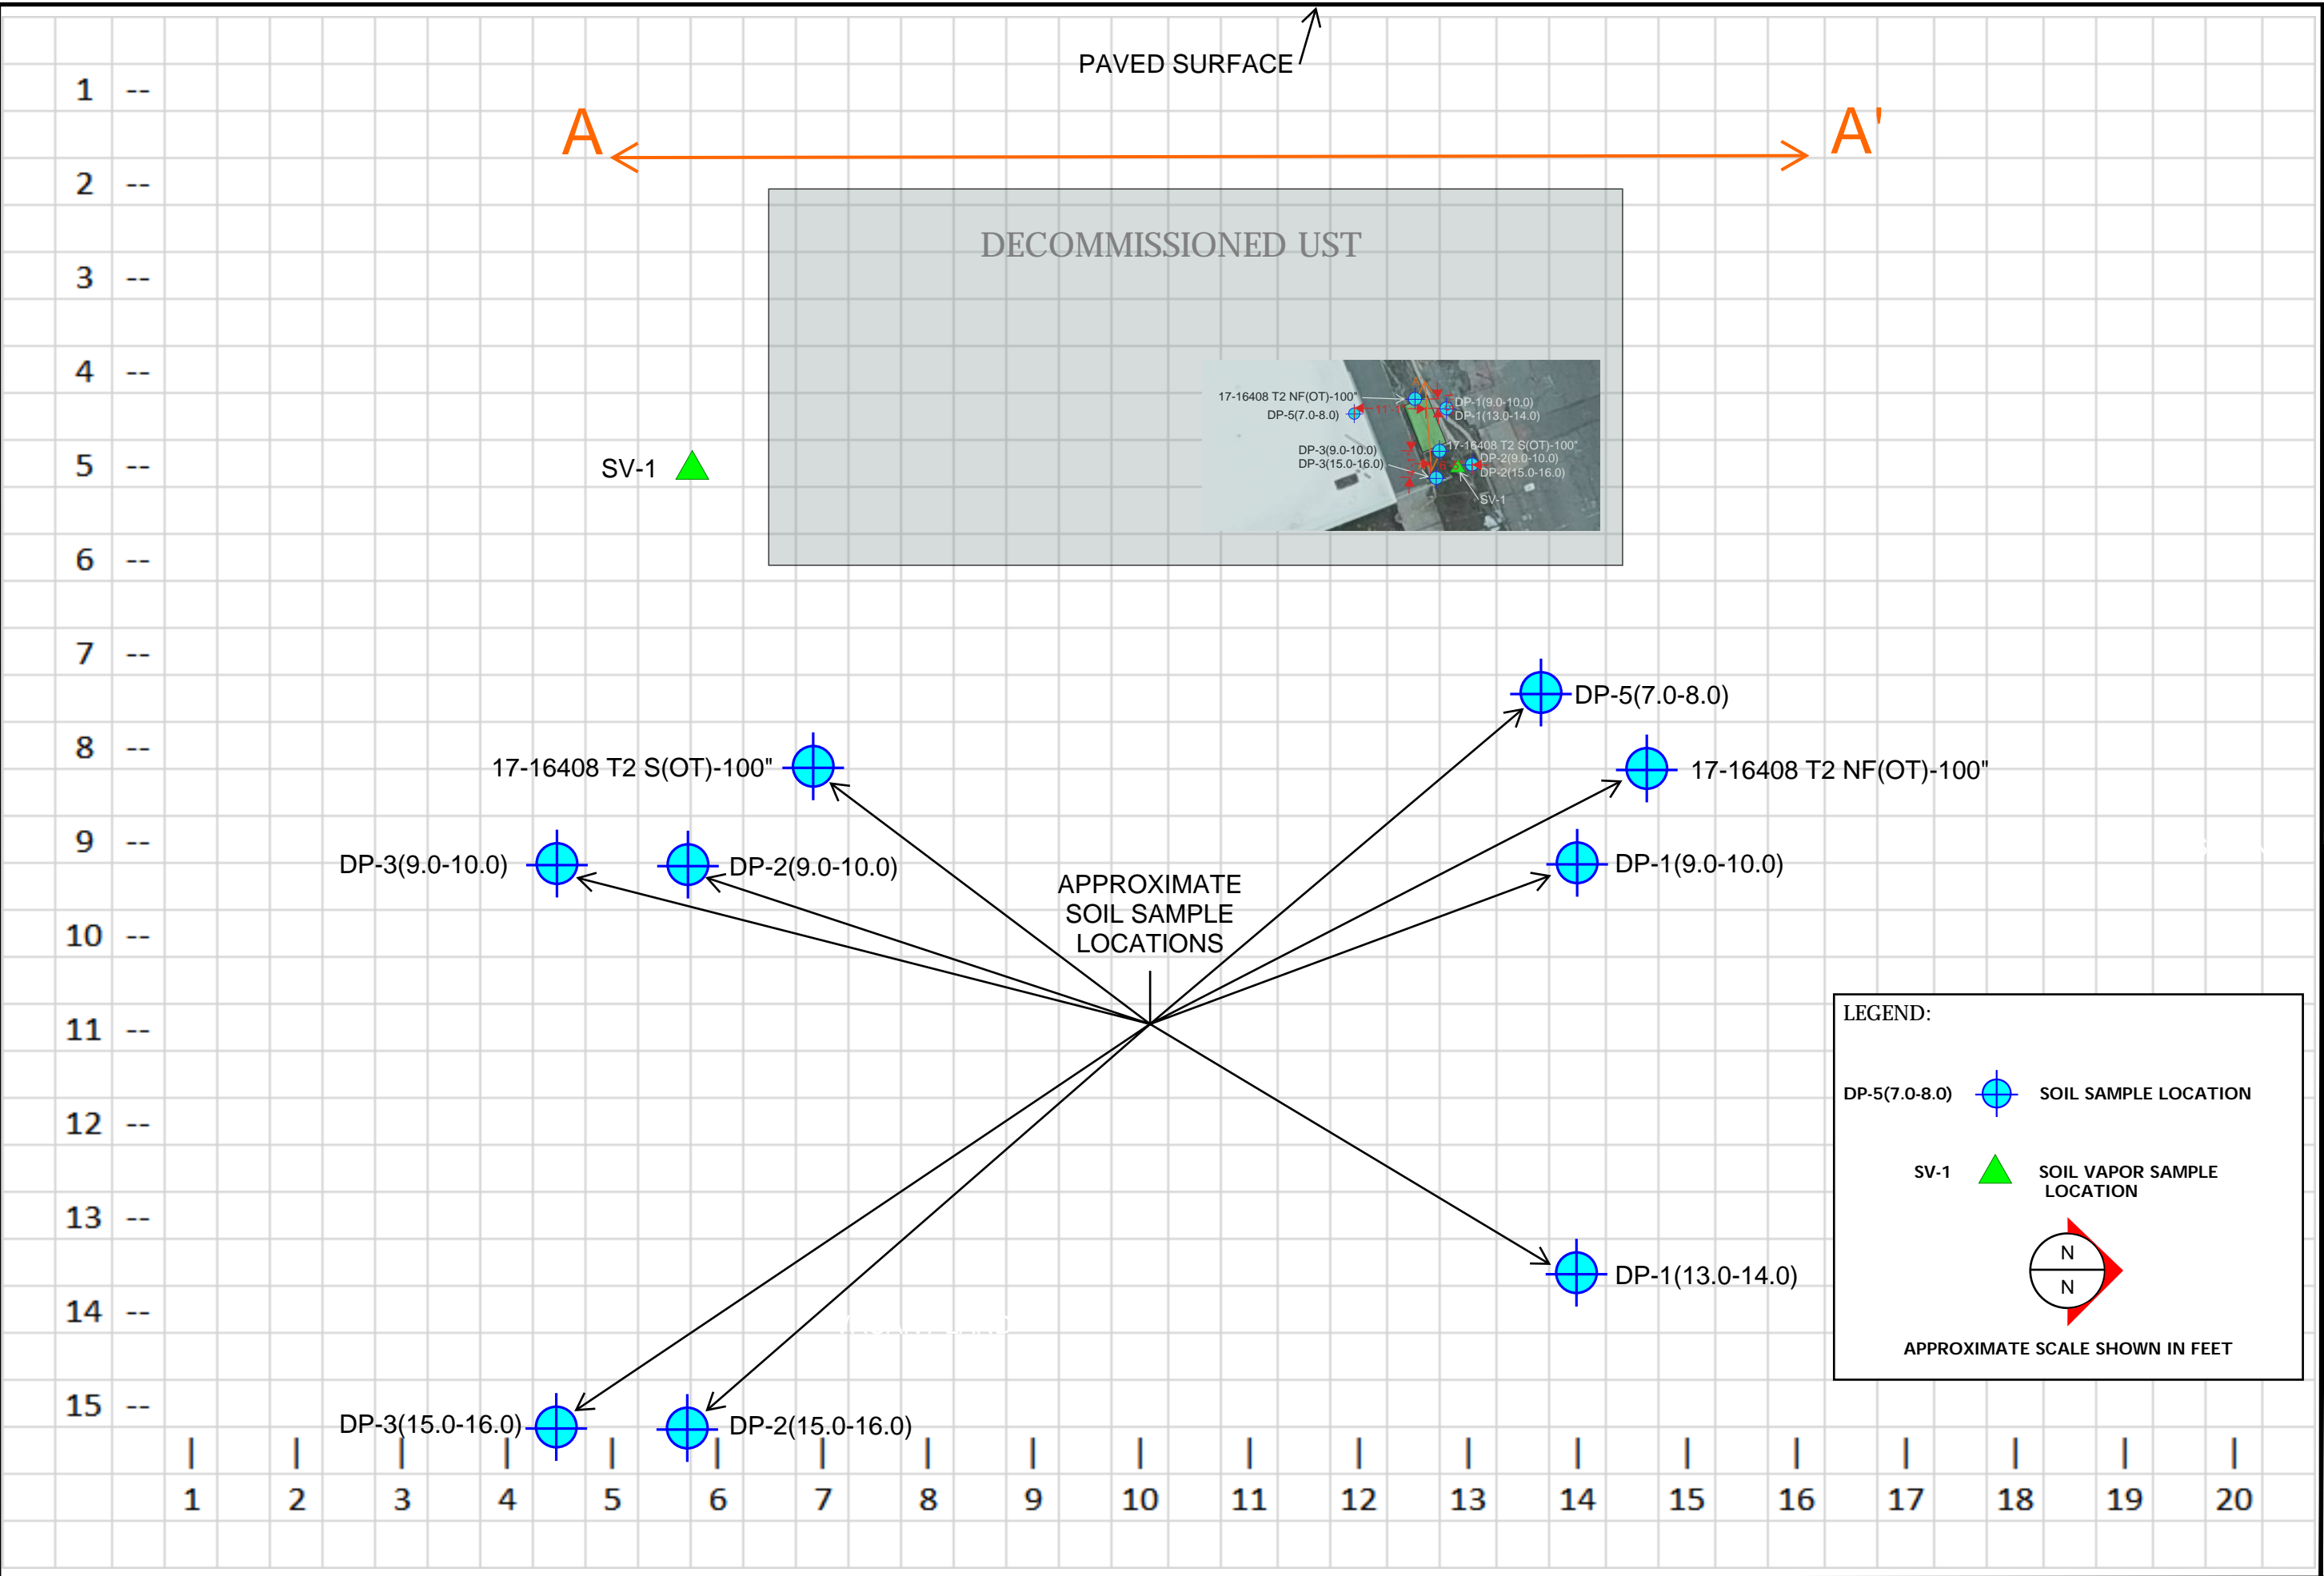 PAVED SURFACE
1 --
A A'
2 --
DECOMMISSIONED UST
3 --
4 --
17-16408 T2 NF(OT)-100"
DP-1(9.0-10.0)
DP-5(7.0-8.0)
DP-1(13.0-14.0)
17-16408 T2 S(OT)-100"
DP-3(9.0-10.0)
DP-2(9.0-10.0)
DP-3(15.0-16.0)
DP-2(15.0-16.0)
SV-1
5 --
SV-1
6 --
7 --
DP-5(7.0-8.0)
8 --
17-16408 T2 S(OT)-100"
17-16408 T2 NF(OT)-100"
9 --
DP-3(9.0-10.0)
DP-2(9.0-10.0)
DP-1(9.0-10.0)
APPROXIMATE
SOIL SAMPLE
LOCATIONS
10 --
11 --
12 --
13 --
DP-1(13.0-14.0)
14 --
15 --
DP-3(15.0-16.0)
DP-2(15.0-16.0)
1 2 3 4 5 6 7 8 9 10 11 12 13 14 15 16 17 18 19 20
LEGEND:
DP-5(7.0-8.0) SOIL SAMPLE LOCATION
SV-1 SOIL VAPOR SAMPLE
LOCATION
N
N
APPROXIMATE SCALE SHOWN IN FEET